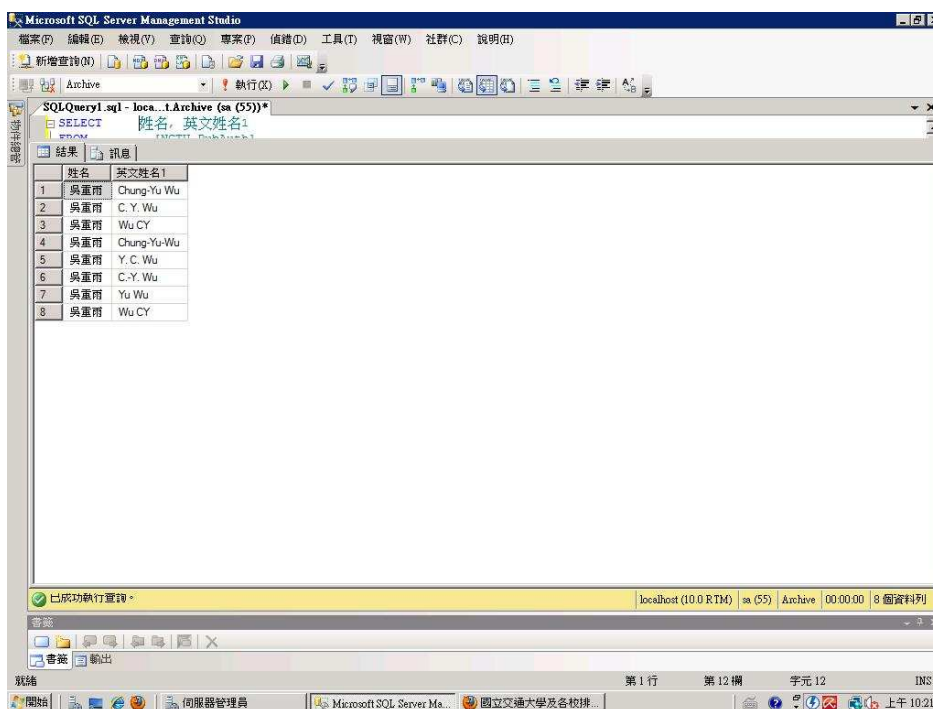 Microsoft SQL Server Management Studio
檔案(F) 編輯(E) 檢視(V) 查詢(Q) 專案(P) 偵錯(D) 工具(T) 視窗(W) 社群(C) 說明(H)
新增查詢(N)
Archive 執行(X)
SQLQuery1.sql - loca...t.Archive (sa (55))*
SELECT 姓名, 英文姓名1
FROM
結果 訊息
姓名 英文姓名1
1 吳重雨 Chung-Yu Wu
2 吳重雨 C. Y. Wu
3 吳重雨 Wu CY
4 吳重雨 Chung-Yu-Wu
5 吳重雨 Y. C. Wu
6 吳重雨 C.-Y. Wu
7 吳重雨 Yu Wu
8 吳重雨 Wu CY
已成功執行查詢。 localhost (10.0 RTM) sa (55) Archive 00:00:00 8 個資料列
書籤
書籤 輸出
就緒 第 1 行 第 12 欄 字元 12 INS
開始 伺服器管理員 Microsoft SQL Server Ma... 國立交通大學及各校排... 上午 10:21